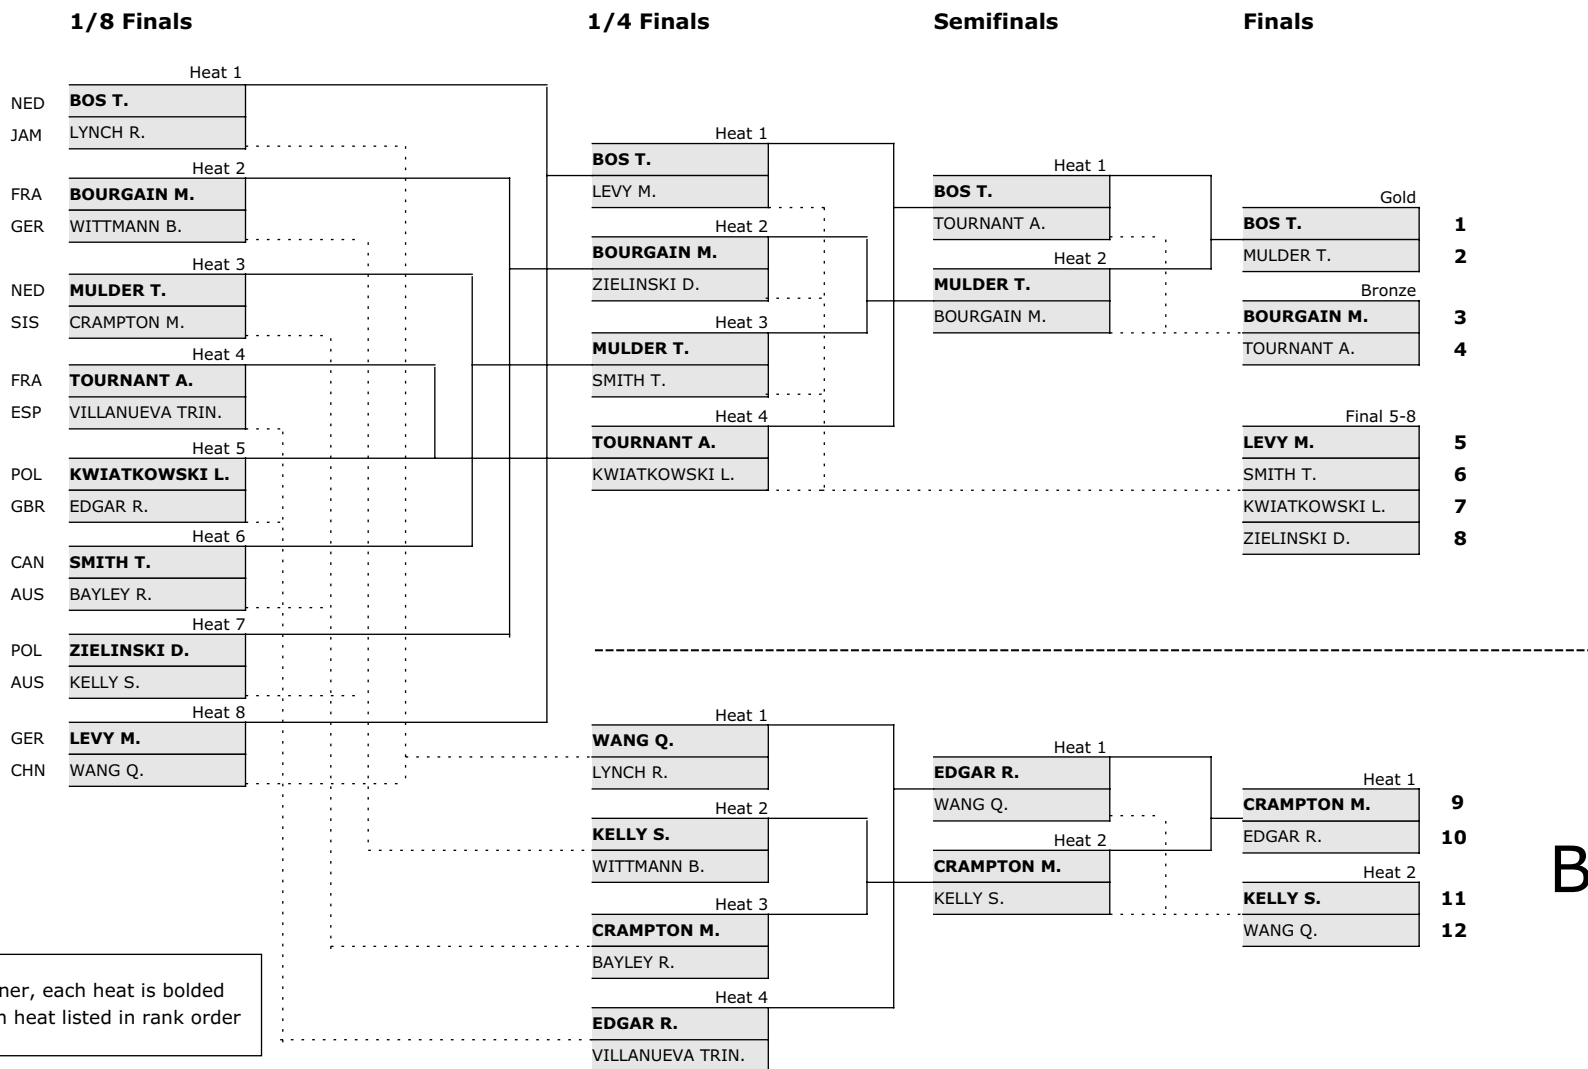 1/8 Finals 1/4 Finals Semifinals Finals
Heat 1
NED BOS T.
JAM LYNCH R.
Heat 2
FRA BOURGAIN M.
GER WITTMANN B.
Heat 3
NED MULDER T.
SIS CRAMPTON M.
Heat 4
FRA TOURNANT A.
ESP VILLANUEVA TRIN.
Heat 5
POL KWIATKOWSKI L.
GBR EDGAR R.
Heat 6
CAN SMITH T.
AUS BAYLEY R.
Heat 7
POL ZIELINSKI D.
AUS KELLY S.
Heat 8
GER LEVY M.
CHN WANG Q.
Heat 1
BOS T.
LEVY M.
Heat 2
BOURGAIN M.
ZIELINSKI D.
Heat 3
MULDER T.
SMITH T.
Heat 4
TOURNANT A.
KWIATKOWSKI L.
Heat 1
BOS T.
TOURNANT A.
Heat 2
MULDER T.
BOURGAIN M.
Gold
BOS T. 1
MULDER T. 2
Bronze
BOURGAIN M. 3
TOURNANT A. 4
Final 5-8
LEVY M. 5
SMITH T. 6
KWIATKOWSKI L. 7
ZIELINSKI D. 8
Heat 1
WANG Q.
LYNCH R.
Heat 2
KELLY S.
WITTMANN B.
Heat 3
CRAMPTON M.
BAYLEY R.
Heat 4
EDGAR R.
VILLANUEVA TRIN.
Heat 1
EDGAR R.
WANG Q.
Heat 2
CRAMPTON M.
KELLY S.
Heat 1
CRAMPTON M. 9
EDGAR R. 10
Heat 2
KELLY S. 11
WANG Q. 12
B
ner, each heat is bolded
heat listed in rank order